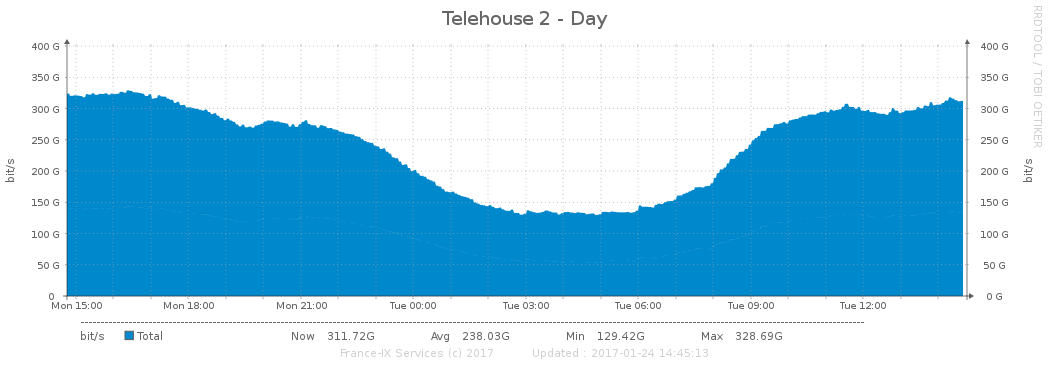 Telehouse 2 - Day
RRDTOOL / TOBI OETIKER
400 G 400 G
350 G 350 G
300 G 300 G
250 G 250 G
200 G 200 G
150 G 150 G
100 G 100 G
50 G 50 G
0 0 G
bit/s bit/s
Mon 15:00 Mon 18:00 Mon 21:00 Tue 00:00 Tue 03:00 Tue 06:00 Tue 09:00 Tue 12:00
bit/s Total Now 311.72G Avg 238.03G Min 129.42G Max 328.69G
France-IX Services (c) 2017 Updated : 2017-01-24 14:45:13